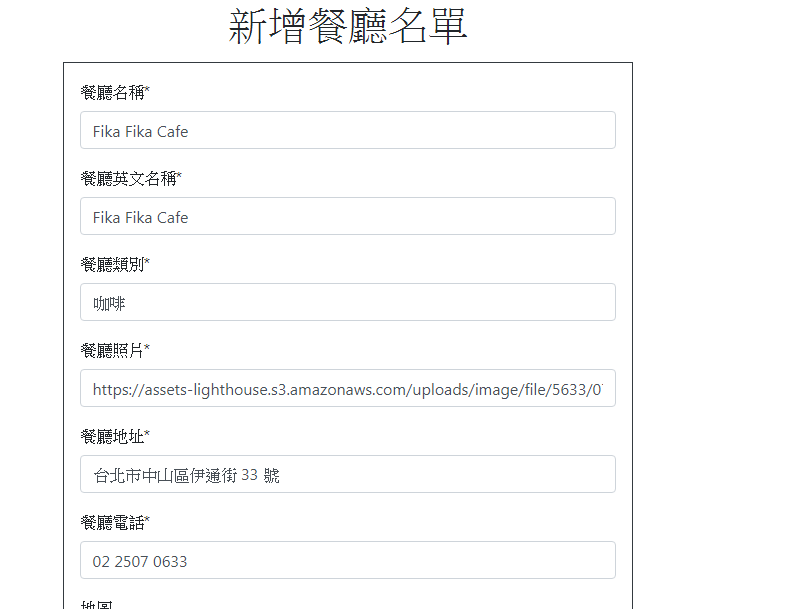 新增餐廳名單
餐廳名稱*
Fika Fika Cafe
餐廳英文名稱*
Fika Fika Cafe
餐廳類別*
咖啡
餐廳照片*
https://assets-lighthouse.s3.amazonaws.com/uploads/image/file/5633/0
餐廳地址*
台北市中山區伊通街 33 號
餐廳電話*
02 2507 0633
地圖